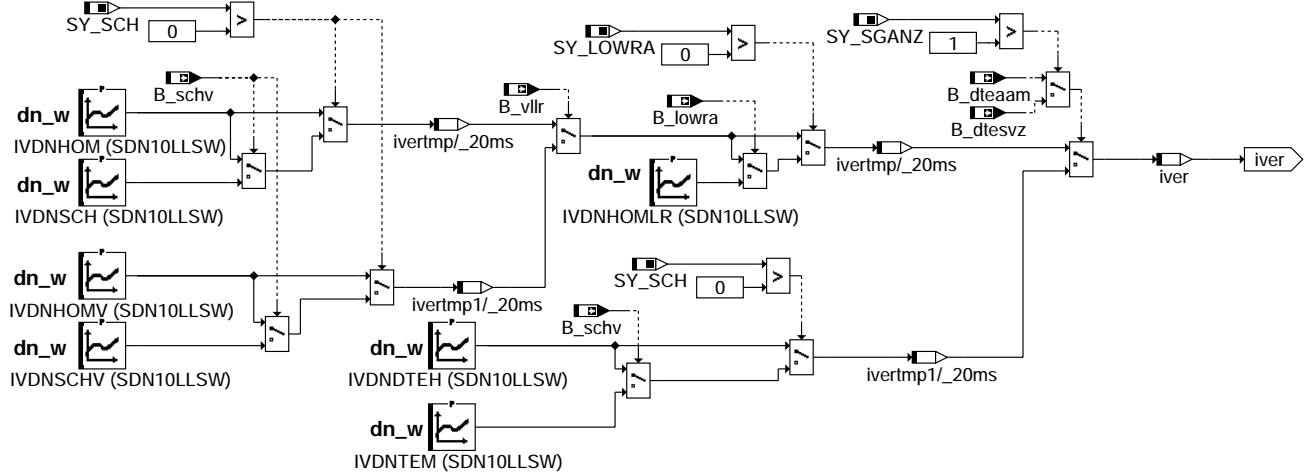 SY_SCH
>
0
B_schv
dn_w
IVDNHOM (SDN10LLSW)
dn_w
IVDNSCH (SDN10LLSW)
ivertmp/_20ms
B_vllr
SY_LOWRA
>
0
B_lowra
dn_w
IVDNHOMLR (SDN10LLSW)
ivertmp/_20ms
SY_SGANZ
>
1
B_dteaam
B_dtesvz
iver
iver
dn_w
IVDNHOMV (SDN10LLSW)
dn_w
IVDNSCHV (SDN10LLSW)
ivertmp1/_20ms
SY_SCH
>
0
B_schv
dn_w
IVDNDTEH (SDN10LLSW)
dn_w
IVDNTEM (SDN10LLSW)
ivertmp1/_20ms